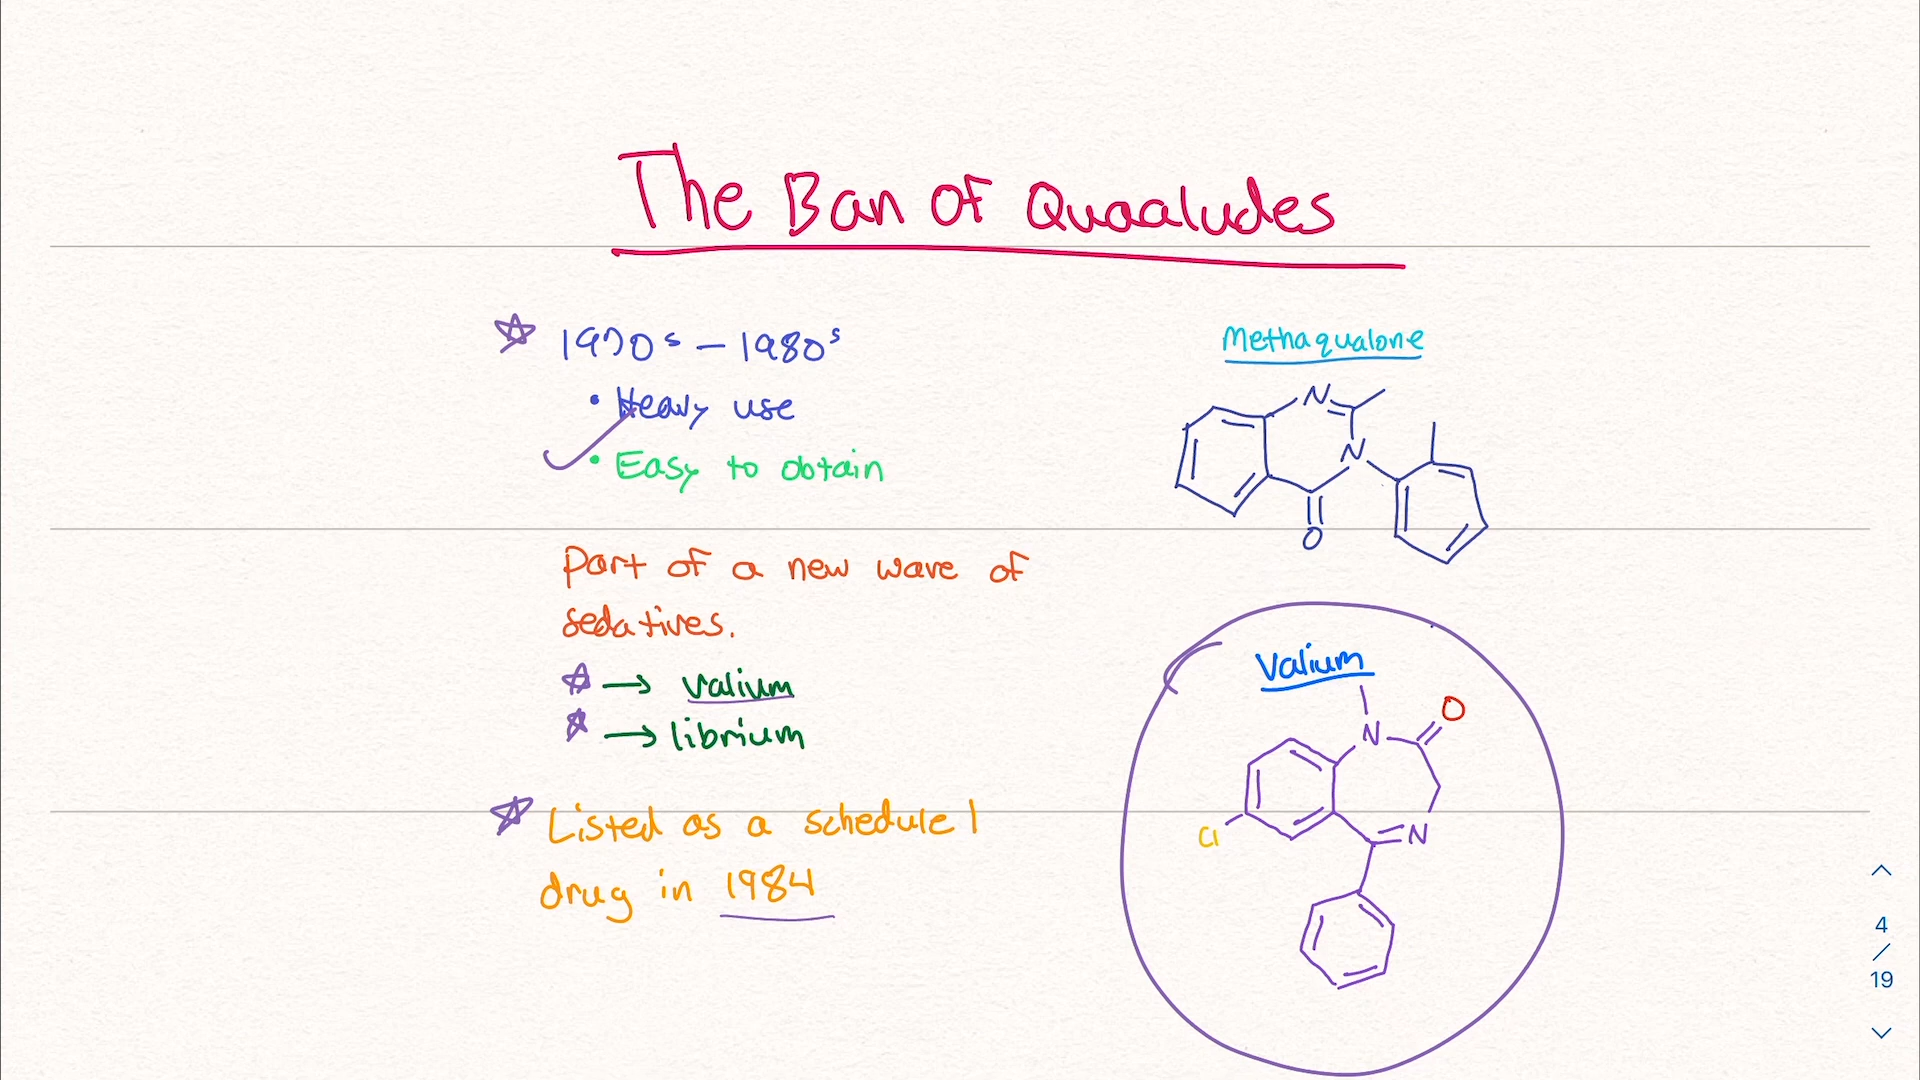 The Ban of Quaaludes
1970s – 1980s
• Heavy use
• Easy to obtain
Part of a new wave of
sedatives.
→ valium
→ librium
Listed as a schedule 1
drug in 1984
Methaqualone
N
N
O
Valium
O
N
N
Cl
4
/
19